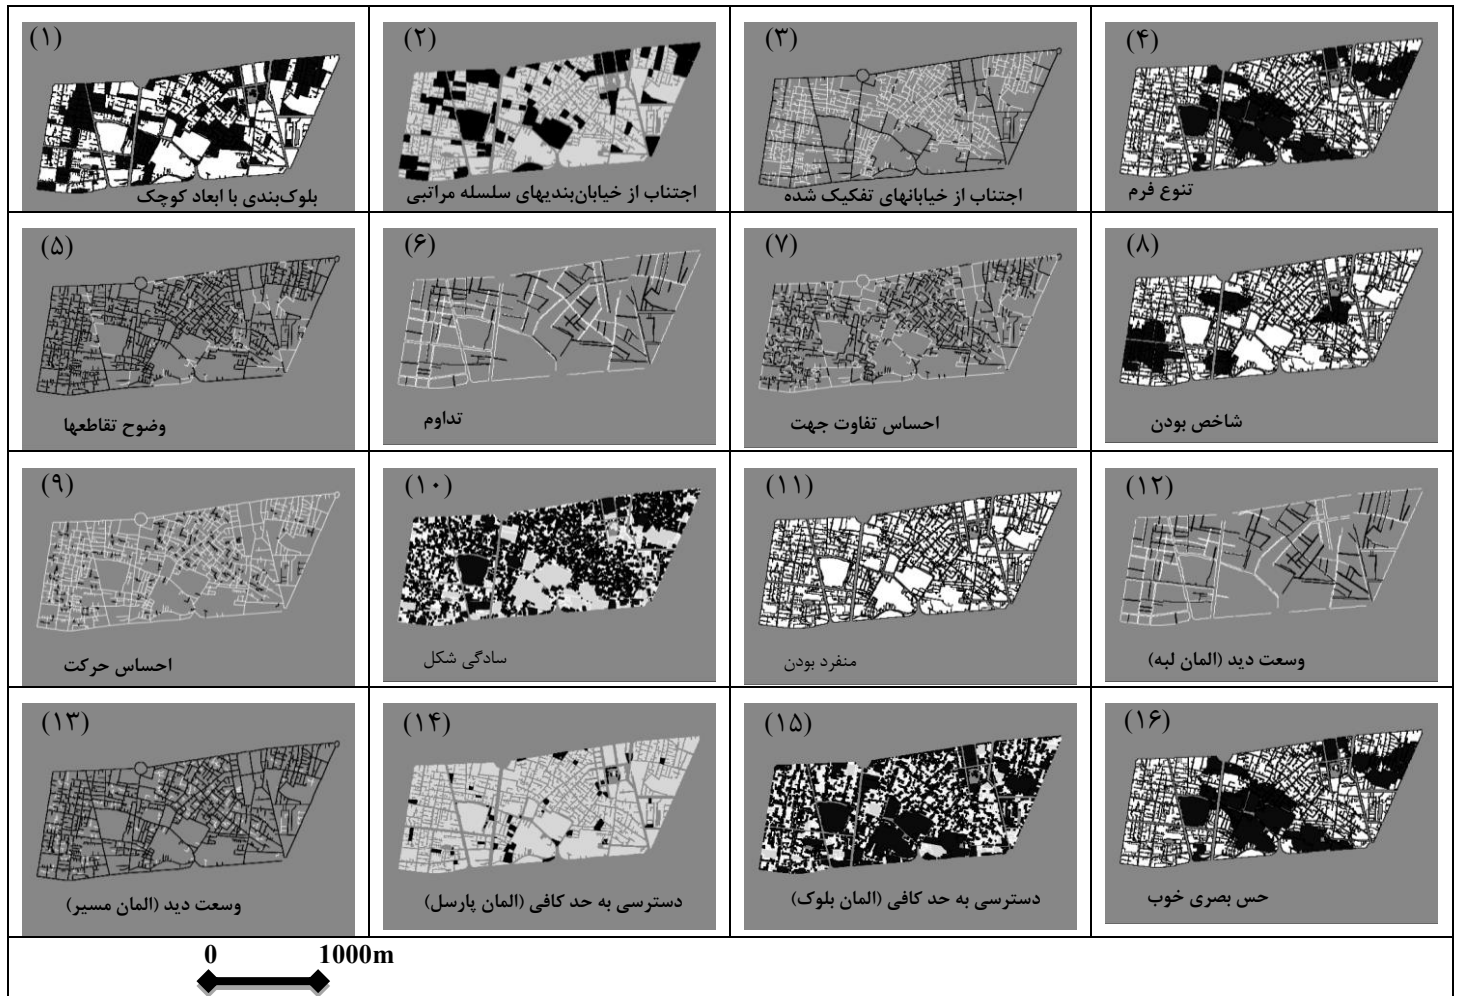 (۱)
بلوک‌بندی با ابعاد کوچک
(۲)
اجتناب از خیابان‌بندیهای سلسله مراتبی
(۳)
اجتناب از خیابانهای تفکیک شده
(۴)
تنوع فرم
(۵)
وضوح تقاطعها
(۶)
تداوم
(۷)
احساس تفاوت جهت
(۸)
شاخص بودن
(۹)
احساس حرکت
(۱۰)
سادگی شکل
(۱۱)
منفرد بودن
(۱۲)
وسعت دید (المان لبه)
(۱۳)
وسعت دید (المان مسیر)
(۱۴)
دسترسی به حد کافی (المان پارسل)
(۱۵)
دسترسی به حد کافی (المان بلوک)
(۱۶)
حس بصری خوب
0 1000m